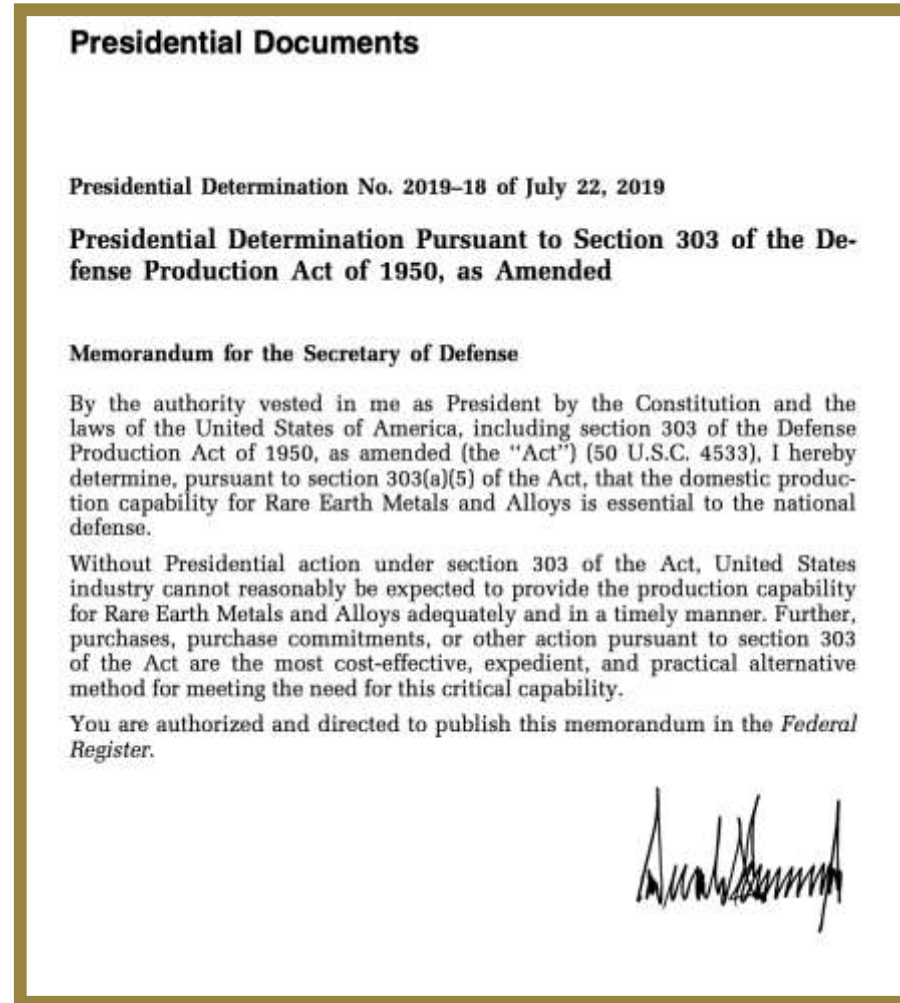 Presidential Documents
Presidential Determination No. 2019–18 of July 22, 2019
Presidential Determination Pursuant to Section 303 of the De-
fense Production Act of 1950, as Amended
Memorandum for the Secretary of Defense
By the authority vested in me as President by the Constitution and the
laws of the United States of America, including section 303 of the Defense
Production Act of 1950, as amended (the ‘‘Act’’) (50 U.S.C. 4533), I hereby
determine, pursuant to section 303(a)(5) of the Act, that the domestic produc-
tion capability for Rare Earth Metals and Alloys is essential to the national
defense.
Without Presidential action under section 303 of the Act, United States
industry cannot reasonably be expected to provide the production capability
for Rare Earth Metals and Alloys adequately and in a timely manner. Further,
purchases, purchase commitments, or other action pursuant to section 303
of the Act are the most cost-effective, expedient, and practical alternative
method for meeting the need for this critical capability.
You are authorized and directed to publish this memorandum in the Federal
Register.